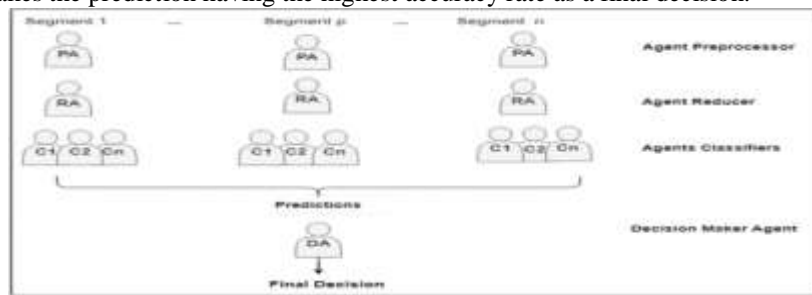 akes the prediction having the highest accuracy rate as a final decision.
Segment 1 ... Segment p ... Segment n
PA PA PA Agent Preprocessor
RA RA RA Agent Reducer
C1 C2 Cn C1 C2 Cn C1 C2 Cn Agents Classifiers
Predictions
DA Decision Maker Agent
Final Decision